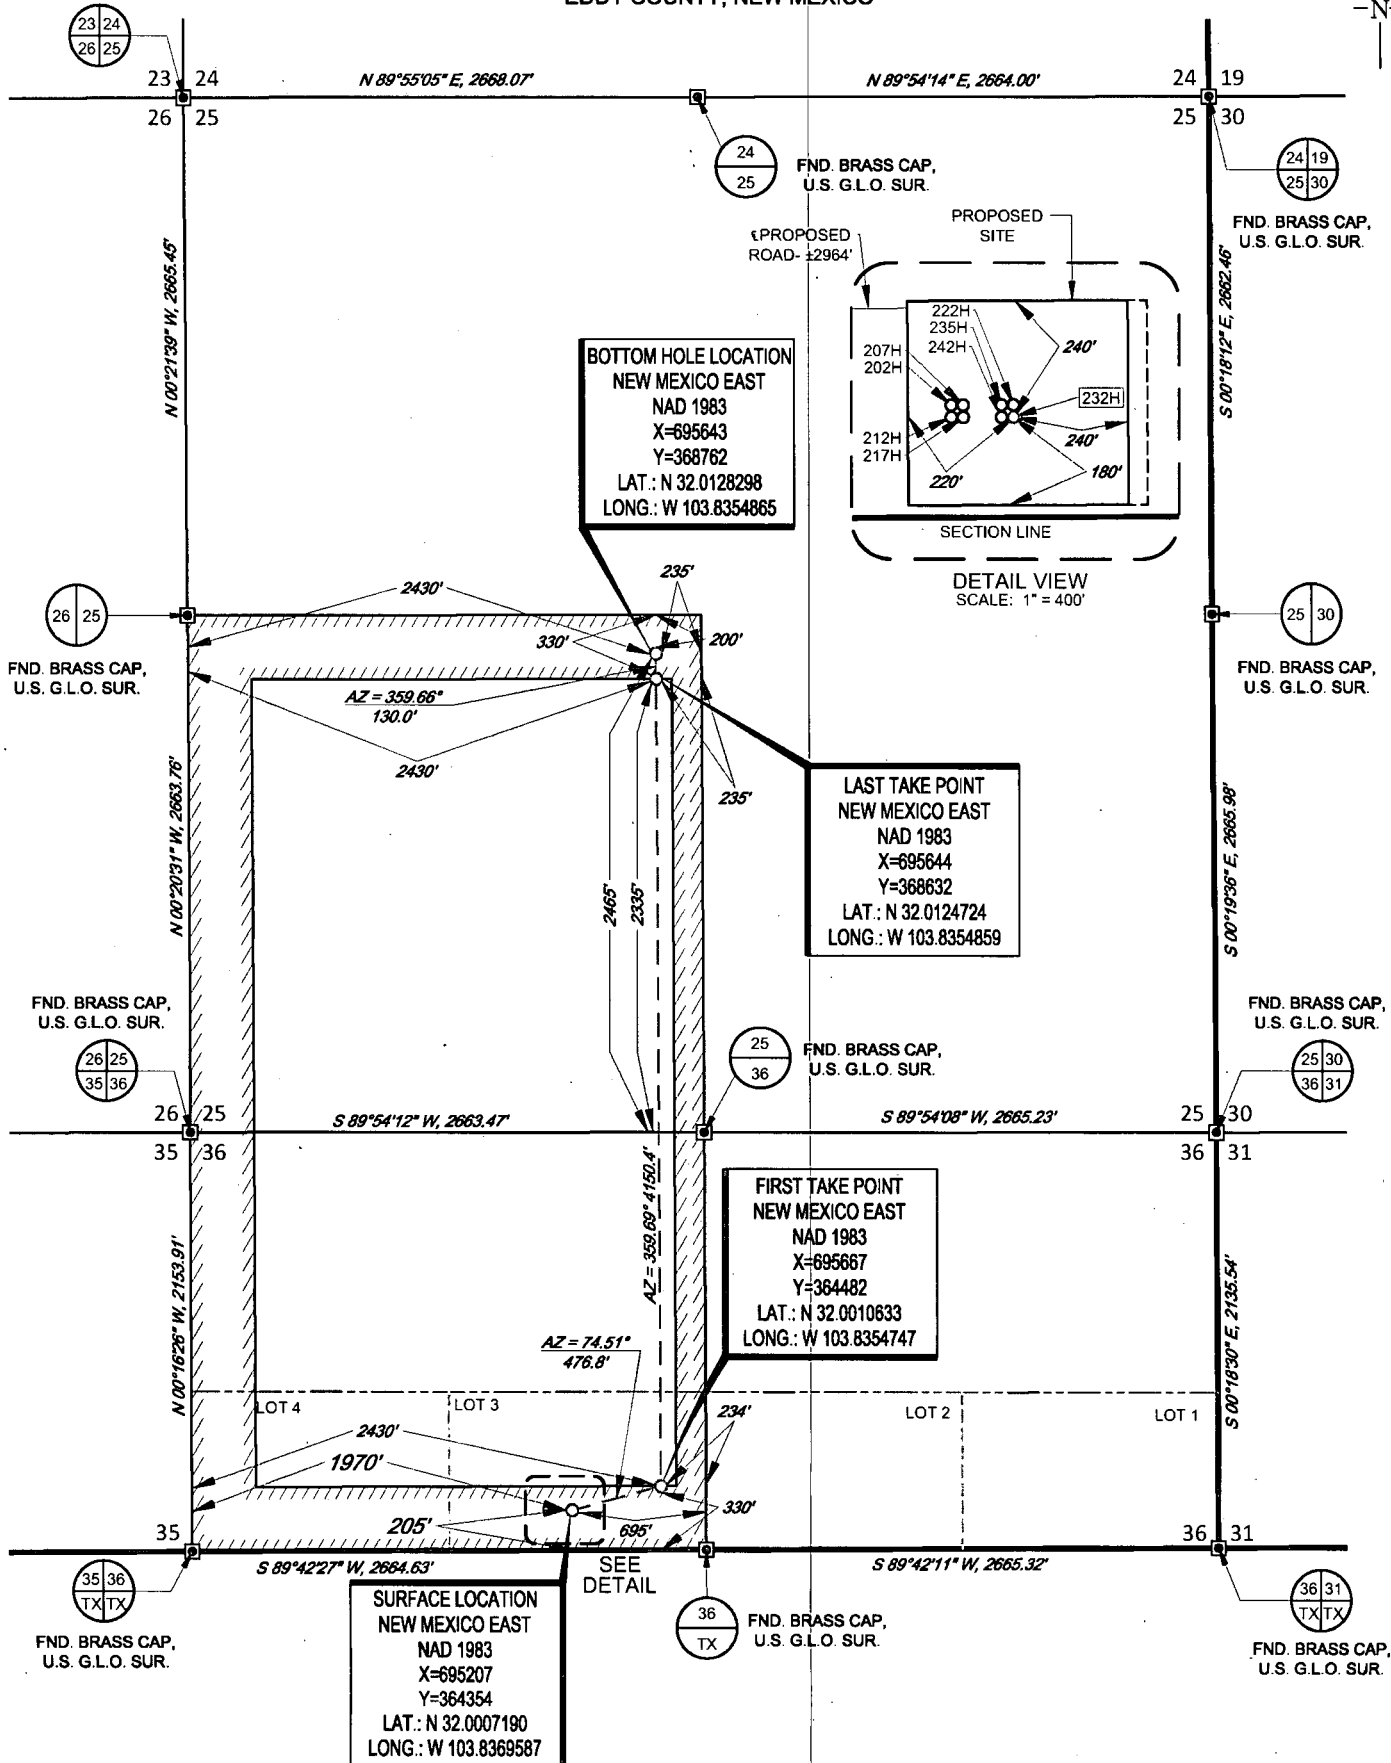 EDDY COUNTY, NEW MEXICO
–N–
23 24
26 25
23 24
26 25
N 89°55'05" E, 2668.07'
N 89°54'14" E, 2664.00'
24 19
25 30
24
25
FND. BRASS CAP,
U.S. G.L.O. SUR.
24 19
25 30
FND. BRASS CAP,
U.S. G.L.O. SUR.
N 00°21'39" W, 2665.45'
S 00°18'12" E, 2662.46'
PROPOSED
ROAD- ±2964'
PROPOSED
SITE
222H
235H
242H
207H
202H
240'
232H
240'
212H
217H
220'
180'
SECTION LINE
DETAIL VIEW
SCALE: 1" = 400'
BOTTOM HOLE LOCATION
NEW MEXICO EAST
NAD 1983
X=695643
Y=368762
LAT.: N 32.0128298
LONG.: W 103.8354865
26 25
FND. BRASS CAP,
U.S. G.L.O. SUR.
25 30
FND. BRASS CAP,
U.S. G.L.O. SUR.
2430'
235'
330'
200'
AZ = 359.66°
130.0'
2430'
235'
N 00°20'31" W, 2663.76'
2465'
2335'
S 00°19'36" E, 2665.98'
LAST TAKE POINT
NEW MEXICO EAST
NAD 1983
X=695644
Y=368632
LAT.: N 32.0124724
LONG.: W 103.8354859
FND. BRASS CAP,
U.S. G.L.O. SUR.
26 25
35 36
26 25
35 36
S 89°54'12" W, 2663.47'
25
36
FND. BRASS CAP,
U.S. G.L.O. SUR.
S 89°54'08" W, 2665.23'
FND. BRASS CAP,
U.S. G.L.O. SUR.
25 30
36 31
25 30
36 31
AZ = 359.69° 4150.4'
FIRST TAKE POINT
NEW MEXICO EAST
NAD 1983
X=695667
Y=364482
LAT.: N 32.0010633
LONG.: W 103.8354747
N 00°16'26" W, 2153.91'
S 00°18'30" E, 2135.54'
AZ = 74.51°
476.8'
LOT 4
LOT 3
LOT 2
LOT 1
2430'
234'
1970'
330'
205'
695'
35
36 31
S 89°42'27" W, 2664.63'
SEE
DETAIL
S 89°42'11" W, 2665.32'
35 36
TX TX
FND. BRASS CAP,
U.S. G.L.O. SUR.
36
TX
FND. BRASS CAP,
U.S. G.L.O. SUR.
36 31
TX TX
FND. BRASS CAP,
U.S. G.L.O. SUR.
SURFACE LOCATION
NEW MEXICO EAST
NAD 1983
X=695207
Y=364354
LAT.: N 32.0007190
LONG.: W 103.8369587